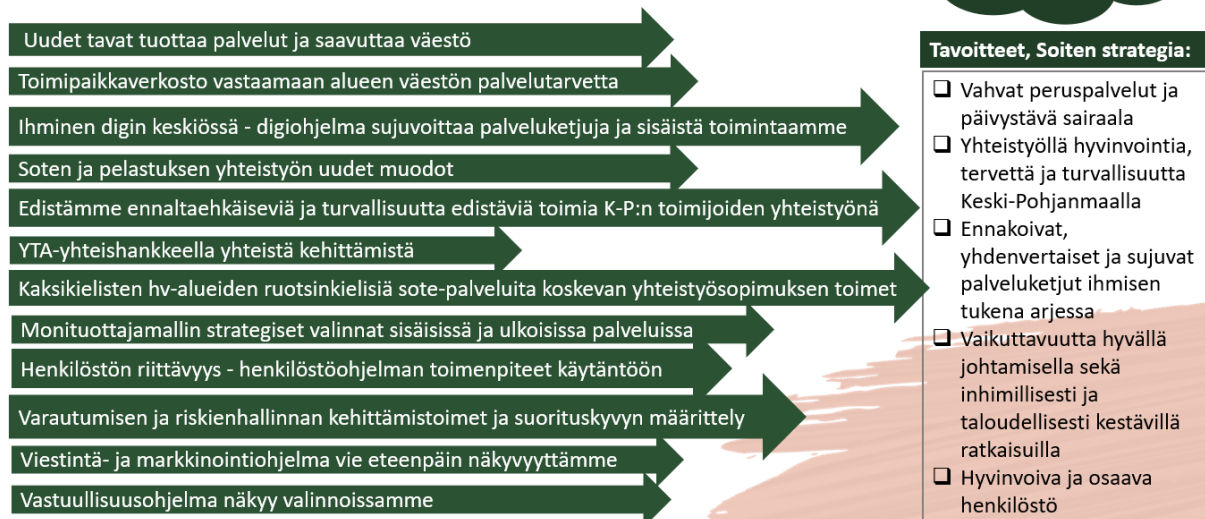 Uudet tavat tuottaa palvelut ja saavuttaa väestö
Toimipaikkaverkosto vastaamaan alueen väestön palvelutarvetta
Ihminen digin keskiössä - digiohjelma sujuvoittaa palveluketjuja ja sisäistä toimintaamme
Soten ja pelastuksen yhteistyön uudet muodot
Edistämme ennaltaehkäiseviä ja turvallisuutta edistäviä toimia K-P:n toimijoiden yhteistyönä
YTA-yhteishankkeella yhteistä kehittämistä
Kaksikielisten hv-alueiden ruotsinkielisiä sote-palveluita koskevan yhteistyösopimuksen toimet
Monituottajamallin strategiset valinnat sisäisissä ja ulkoisissa palveluissa
Henkilöstön riittävyys - henkilöstöohjelman toimenpiteet käytäntöön
Varautumisen ja riskienhallinnan kehittämistoimet ja suorituskyvyn määrittely
Viestintä- ja markkinointiohjelma vie eteenpäin näkyvyyttämme
Vastuullisuusohjelma näkyy valinnoissamme
Tavoitteet, Soiten strategia:
❑ Vahvat peruspalvelut ja
päivystävä sairaala
❑ Yhteistyöllä hyvinvointia,
tervettä ja turvallisuutta
Keski-Pohjanmaalla
❑ Ennakoivat,
yhdenvertaiset ja sujuvat
palveluketjut ihmisen
tukena arjessa
❑ Vaikuttavuutta hyvällä
johtamisella sekä
inhimillisesti ja
taloudellisesti kestävillä
ratkaisuilla
❑ Hyvinvoiva ja osaava
henkilöstö